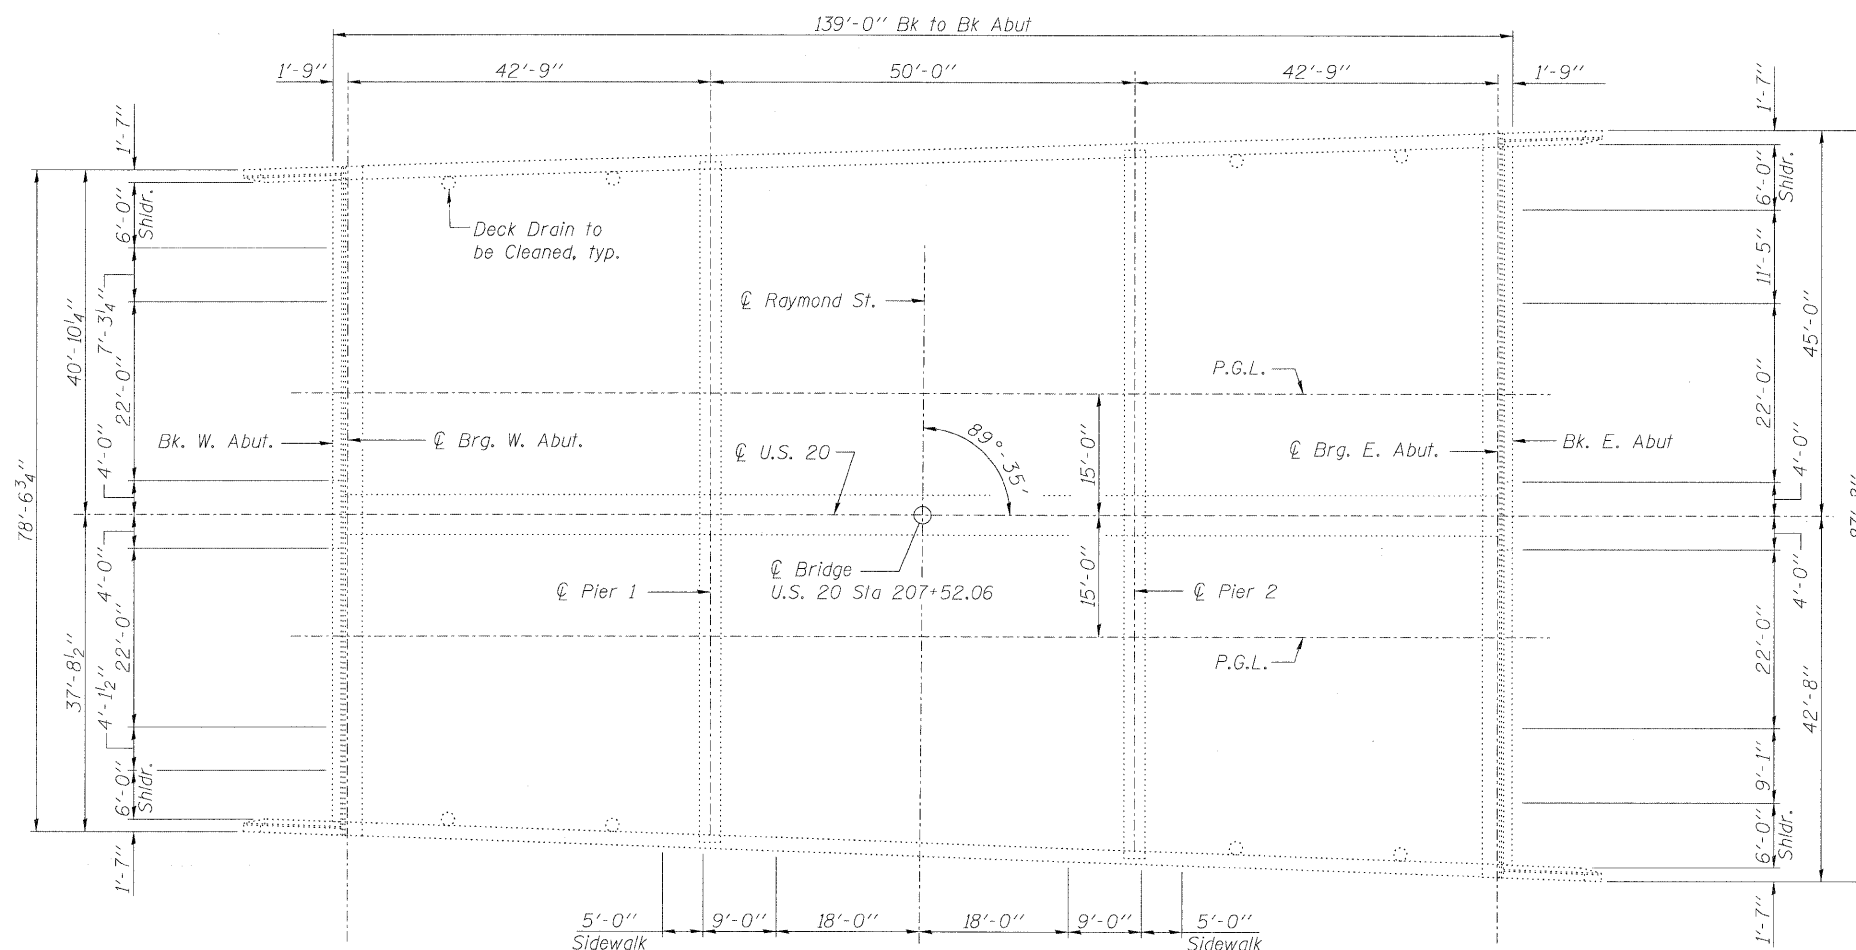 139'-0" Bk to Bk Abut
1'-9"
42'-9"
50'-0"
42'-9"
1'-9"
1'-7"
6'-0"
Shldr.
7'-3¼"
40'-10¼"
22'-0"
4'-0"
78'-6¾"
4'-0"
22'-0"
37'-8½"
4'-1½"
6'-0"
Shldr.
1'-7"
Deck Drain to
be Cleaned, typ.
℄ Raymond St.
P.G.L.
Bk. W. Abut.
℄ Brg. W. Abut.
℄ U.S. 20
89°-35'
15'-0"
℄ Brg. E. Abut.
Bk. E. Abut
℄ Pier 1
℄ Bridge
U.S. 20 Sta 207+52.06
15'-0"
℄ Pier 2
P.G.L.
1'-7"
6'-0"
Shldr.
11'-5"
45'-0"
22'-0"
4'-0"
4'-0"
22'-0"
42'-8"
9'-1"
6'-0"
Shldr.
1'-7"
5'-0"
Sidewalk
9'-0"
18'-0"
18'-0"
9'-0"
5'-0"
Sidewalk